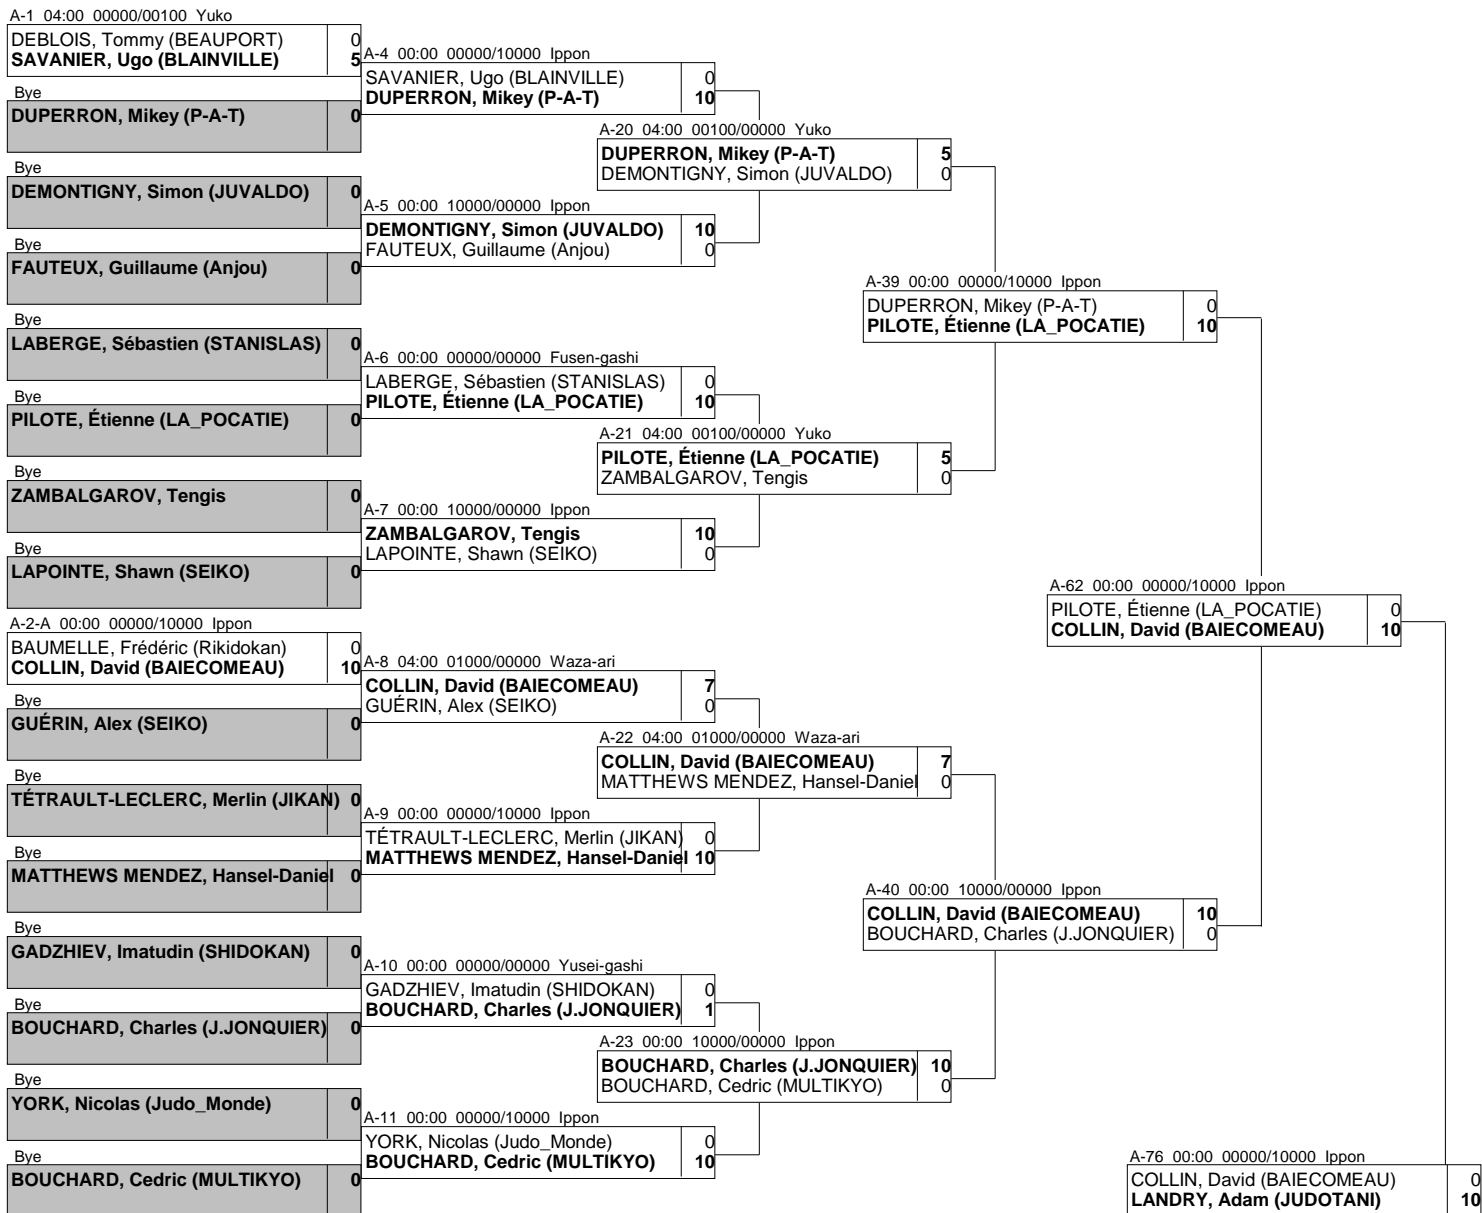 A-1 04:00 00000/00100 Yuko
DEBLOIS, Tommy (BEAUPORT) 0
SAVANIER, Ugo (BLAINVILLE) 5
Bye
DUPERRON, Mikey (P-A-T) 0
Bye
DEMONTIGNY, Simon (JUVALDO) 0
Bye
FAUTEUX, Guillaume (Anjou) 0
Bye
LABERGE, Sébastien (STANISLAS) 0
Bye
PILOTE, Étienne (LA_POCATIE) 0
Bye
ZAMBALGAROV, Tengis 0
Bye
LAPOINTE, Shawn (SEIKO) 0
A-2-A 00:00 00000/10000 Ippon
BAUMELLE, Frédéric (Rikidokan) 0
COLLIN, David (BAIECOMEAU) 10
Bye
GUÉRIN, Alex (SEIKO) 0
Bye
TÉTRAULT-LECLERC, Merlin (JIKAN) 0
Bye
MATTHEWS MENDEZ, Hansel-Daniel 0
Bye
GADZHIEV, Imatudin (SHIDOKAN) 0
Bye
BOUCHARD, Charles (J.JONQUIER) 0
Bye
YORK, Nicolas (Judo_Monde) 0
Bye
BOUCHARD, Cedric (MULTIKYO) 0
A-4 00:00 00000/10000 Ippon
SAVANIER, Ugo (BLAINVILLE) 0
DUPERRON, Mikey (P-A-T) 10
A-5 00:00 10000/00000 Ippon
DEMONTIGNY, Simon (JUVALDO) 10
FAUTEUX, Guillaume (Anjou) 0
A-6 00:00 00000/00000 Fusen-gashi
LABERGE, Sébastien (STANISLAS) 0
PILOTE, Étienne (LA_POCATIE) 10
A-7 00:00 10000/00000 Ippon
ZAMBALGAROV, Tengis 10
LAPOINTE, Shawn (SEIKO) 0
A-8 04:00 01000/00000 Waza-ari
COLLIN, David (BAIECOMEAU) 7
GUÉRIN, Alex (SEIKO) 0
A-9 00:00 00000/10000 Ippon
TÉTRAULT-LECLERC, Merlin (JIKAN) 0
MATTHEWS MENDEZ, Hansel-Daniel 10
A-10 00:00 00000/00000 Yusei-gashi
GADZHIEV, Imatudin (SHIDOKAN) 0
BOUCHARD, Charles (J.JONQUIER) 1
A-11 00:00 00000/10000 Ippon
YORK, Nicolas (Judo_Monde) 0
BOUCHARD, Cedric (MULTIKYO) 10
A-20 04:00 00100/00000 Yuko
DUPERRON, Mikey (P-A-T) 5
DEMONTIGNY, Simon (JUVALDO) 0
A-21 04:00 00100/00000 Yuko
PILOTE, Étienne (LA_POCATIE) 5
ZAMBALGAROV, Tengis 0
A-22 04:00 01000/00000 Waza-ari
COLLIN, David (BAIECOMEAU) 7
MATTHEWS MENDEZ, Hansel-Daniel 0
A-23 00:00 10000/00000 Ippon
BOUCHARD, Charles (J.JONQUIER) 10
BOUCHARD, Cedric (MULTIKYO) 0
A-39 00:00 00000/10000 Ippon
DUPERRON, Mikey (P-A-T) 0
PILOTE, Étienne (LA_POCATIE) 10
A-40 00:00 10000/00000 Ippon
COLLIN, David (BAIECOMEAU) 10
BOUCHARD, Charles (J.JONQUIER) 0
A-62 00:00 00000/10000 Ippon
PILOTE, Étienne (LA_POCATIE) 0
COLLIN, David (BAIECOMEAU) 10
A-76 00:00 00000/10000 Ippon
COLLIN, David (BAIECOMEAU) 0
LANDRY, Adam (JUDOTANI) 10